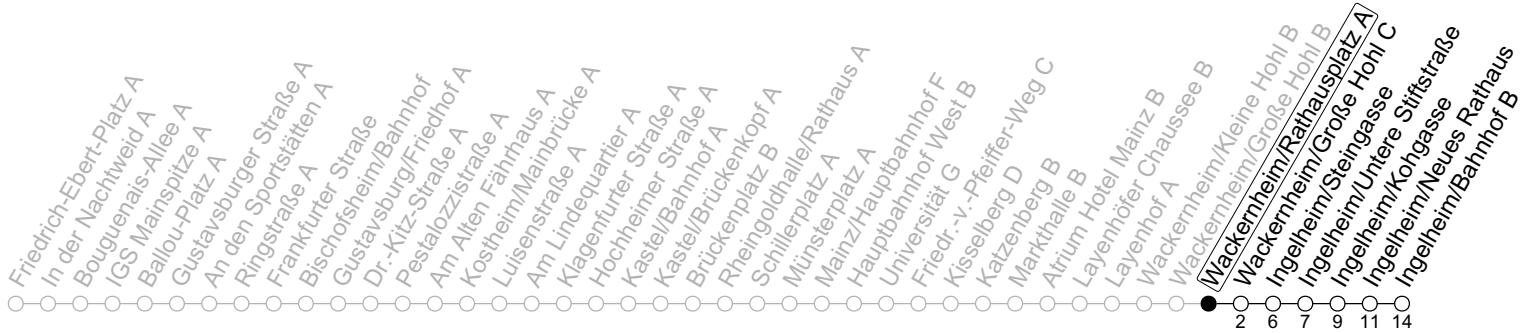 Friedrich-Ebert-Platz A
In der Nachtweid A
Bouguenais-Allee A
IGS Mainspitze A
Ballou-Platz A
Gustavsburger Straße A
An den Sportstätten A
Ringstraße A
Frankfurter Straße
Bischofsheim/Bahnhof
Gustavsburg/Friedhof A
Dr.-Kitz-Straße A
Pestalozzistraße A
Am Alten Fährhaus A
Kostheim/Mainbrücke A
Luisenstraße A
Am Lindequartier A
Klagenfurter Straße A
Hochheimer Straße A
Kastel/Bahnhof A
Kastel/Brückenkopf A
Brückenplatz B
Rheingoldhalle/Rathaus A
Schillerplatz A
Münsterplatz A
Mainz/Hauptbahnhof F
Hauptbahnhof West B
Universität G
Friedr.-v.-Pfeiffer-Weg C
Kisselberg D
Katzenberg B
Markthalle B
Atrium Hotel Mainz B
Layenhöfer Chaussee B
Layenhof A
Wackernheim/Kleine Hohl B
Wackernheim/Große Hohl B
Wackernheim/Rathausplatz A
Wackernheim/Große Hohl C
Ingelheim/Steingasse
Ingelheim/Untere Stiftstraße
Ingelheim/Kohgasse
Ingelheim/Neues Rathaus
Ingelheim/Bahnhof B
2 6 7 9 11 14